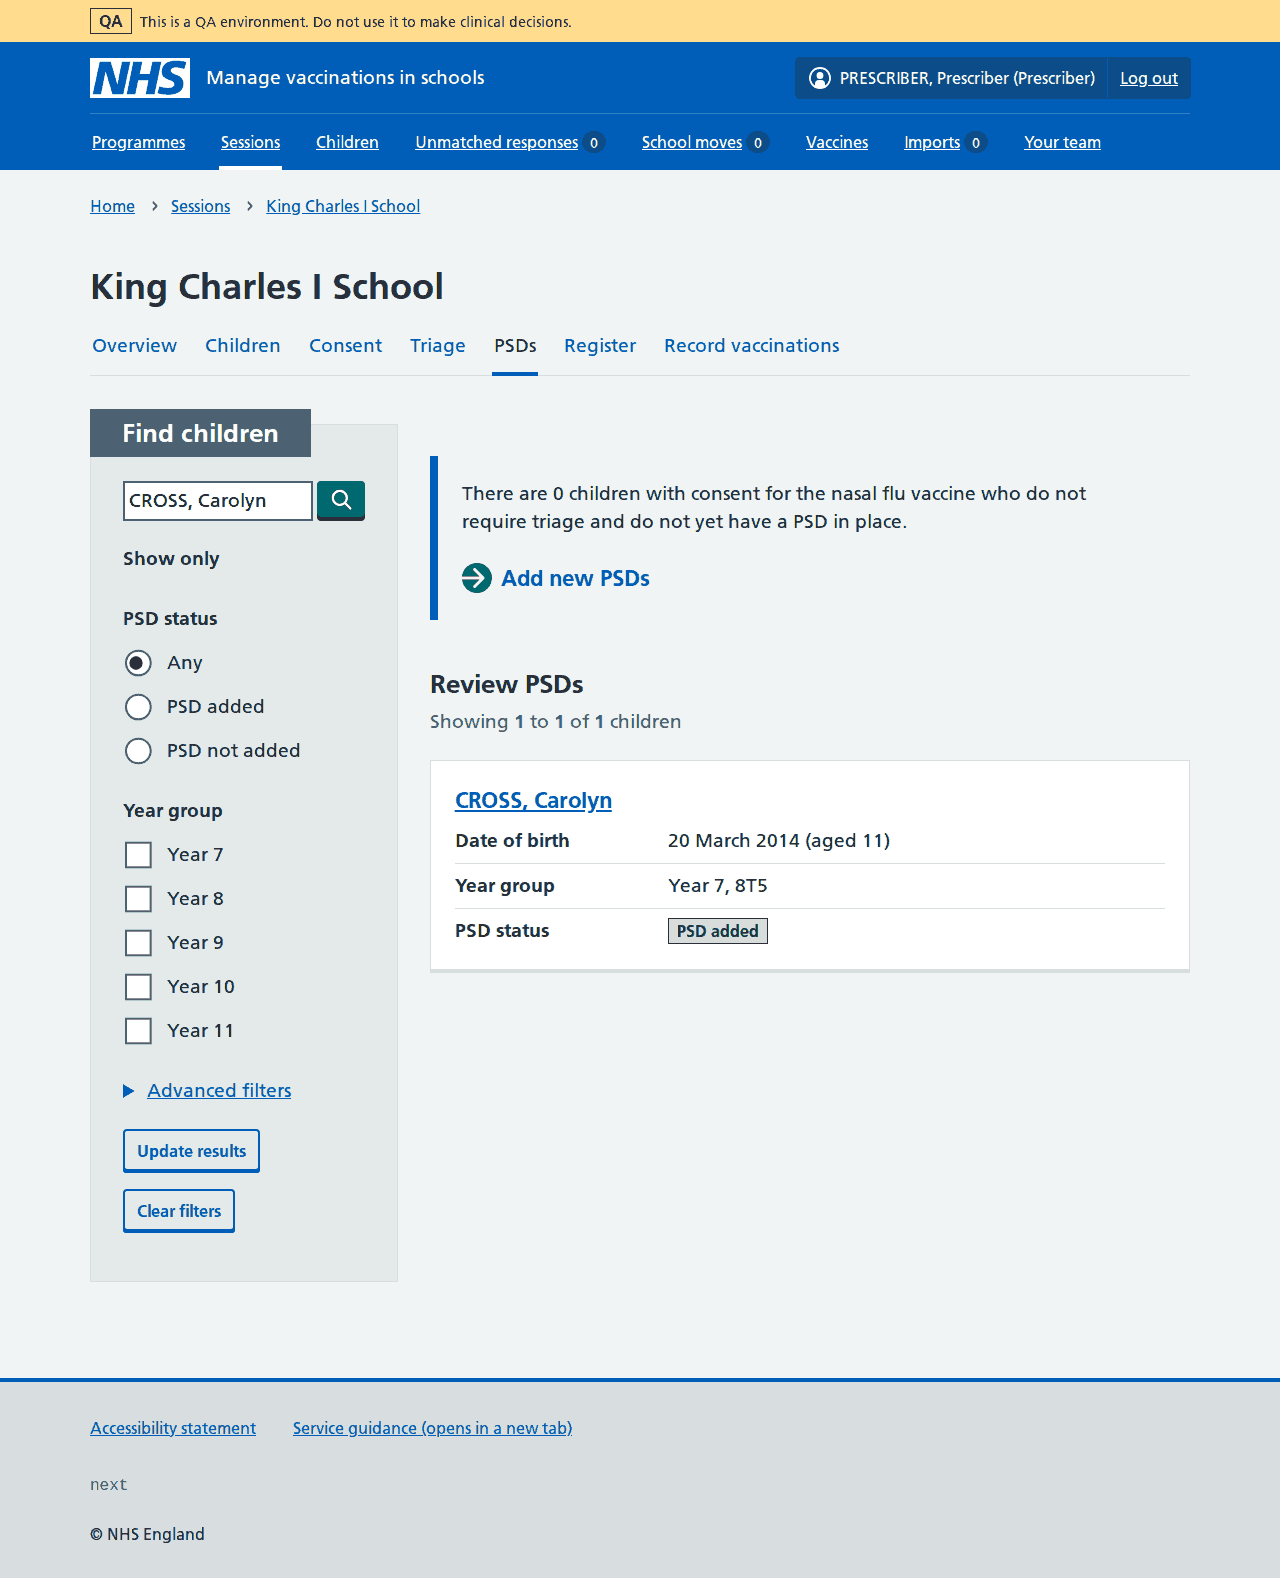 QA This is a QA environment. Do not use it to make clinical decisions.
NHS Manage vaccinations in schools PRESCRIBER, Prescriber (Prescriber) Log out
Programmes Sessions Children Unmatched responses 0 School moves 0 Vaccines Imports 0 Your team
Home Sessions King Charles I School
King Charles I School
Overview Children Consent Triage PSDs Register Record vaccinations
Find children
CROSS, Carolyn
Show only
PSD status
Any
PSD added
PSD not added
Year group
Year 7
Year 8
Year 9
Year 10
Year 11
Advanced filters
Update results
Clear filters
There are 0 children with consent for the nasal flu vaccine who do not
require triage and do not yet have a PSD in place.
Add new PSDs
Review PSDs
Showing 1 to 1 of 1 children
CROSS, Carolyn
Date of birth 20 March 2014 (aged 11)
Year group Year 7, 8T5
PSD status PSD added
Accessibility statement Service guidance (opens in a new tab)
next
© NHS England